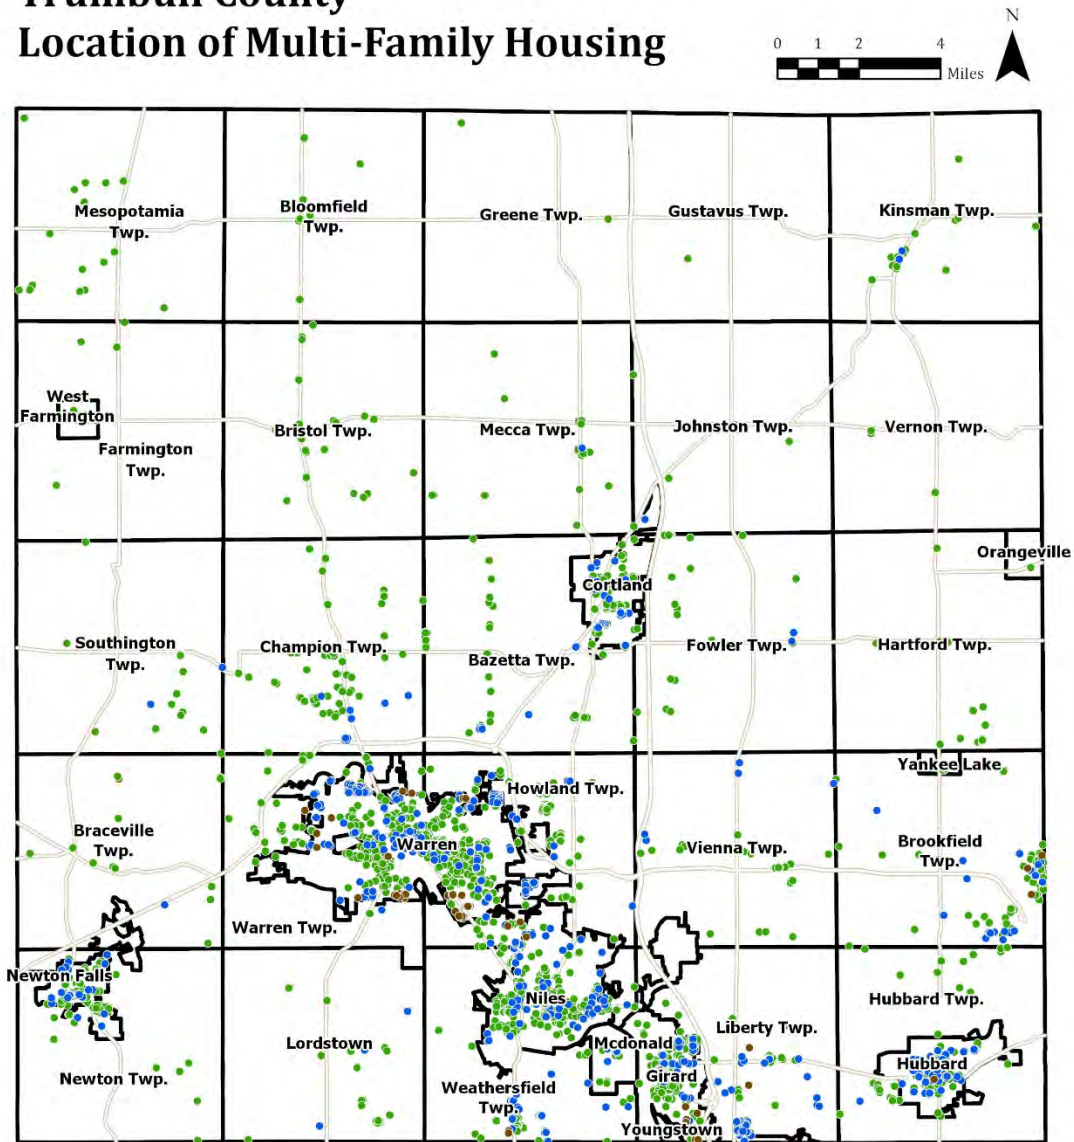 Trumbull County
Location of Multi-Family Housing
N
0 1 2 4
Miles
Mesopotamia
Twp.
Bloomfield
Twp.
Greene Twp.
Gustavus Twp.
Kinsman Twp.
West
Farmington
Farmington
Twp.
Bristol Twp.
Mecca Twp.
Johnston Twp.
Vernon Twp.
Orangeville
Cortland
Southington
Twp.
Champion Twp.
Bazetta Twp.
Fowler Twp.
Hartford Twp.
Yankee Lake
Howland Twp.
Braceville
Twp.
Warren
Vienna Twp.
Brookfield
Twp.
Warren Twp.
Newton Falls
Niles
Hubbard Twp.
Liberty Twp.
Lordstown
Mcdonald
Hubbard
Newton Twp.
Girard
Weathersfield
Twp.
Youngstown